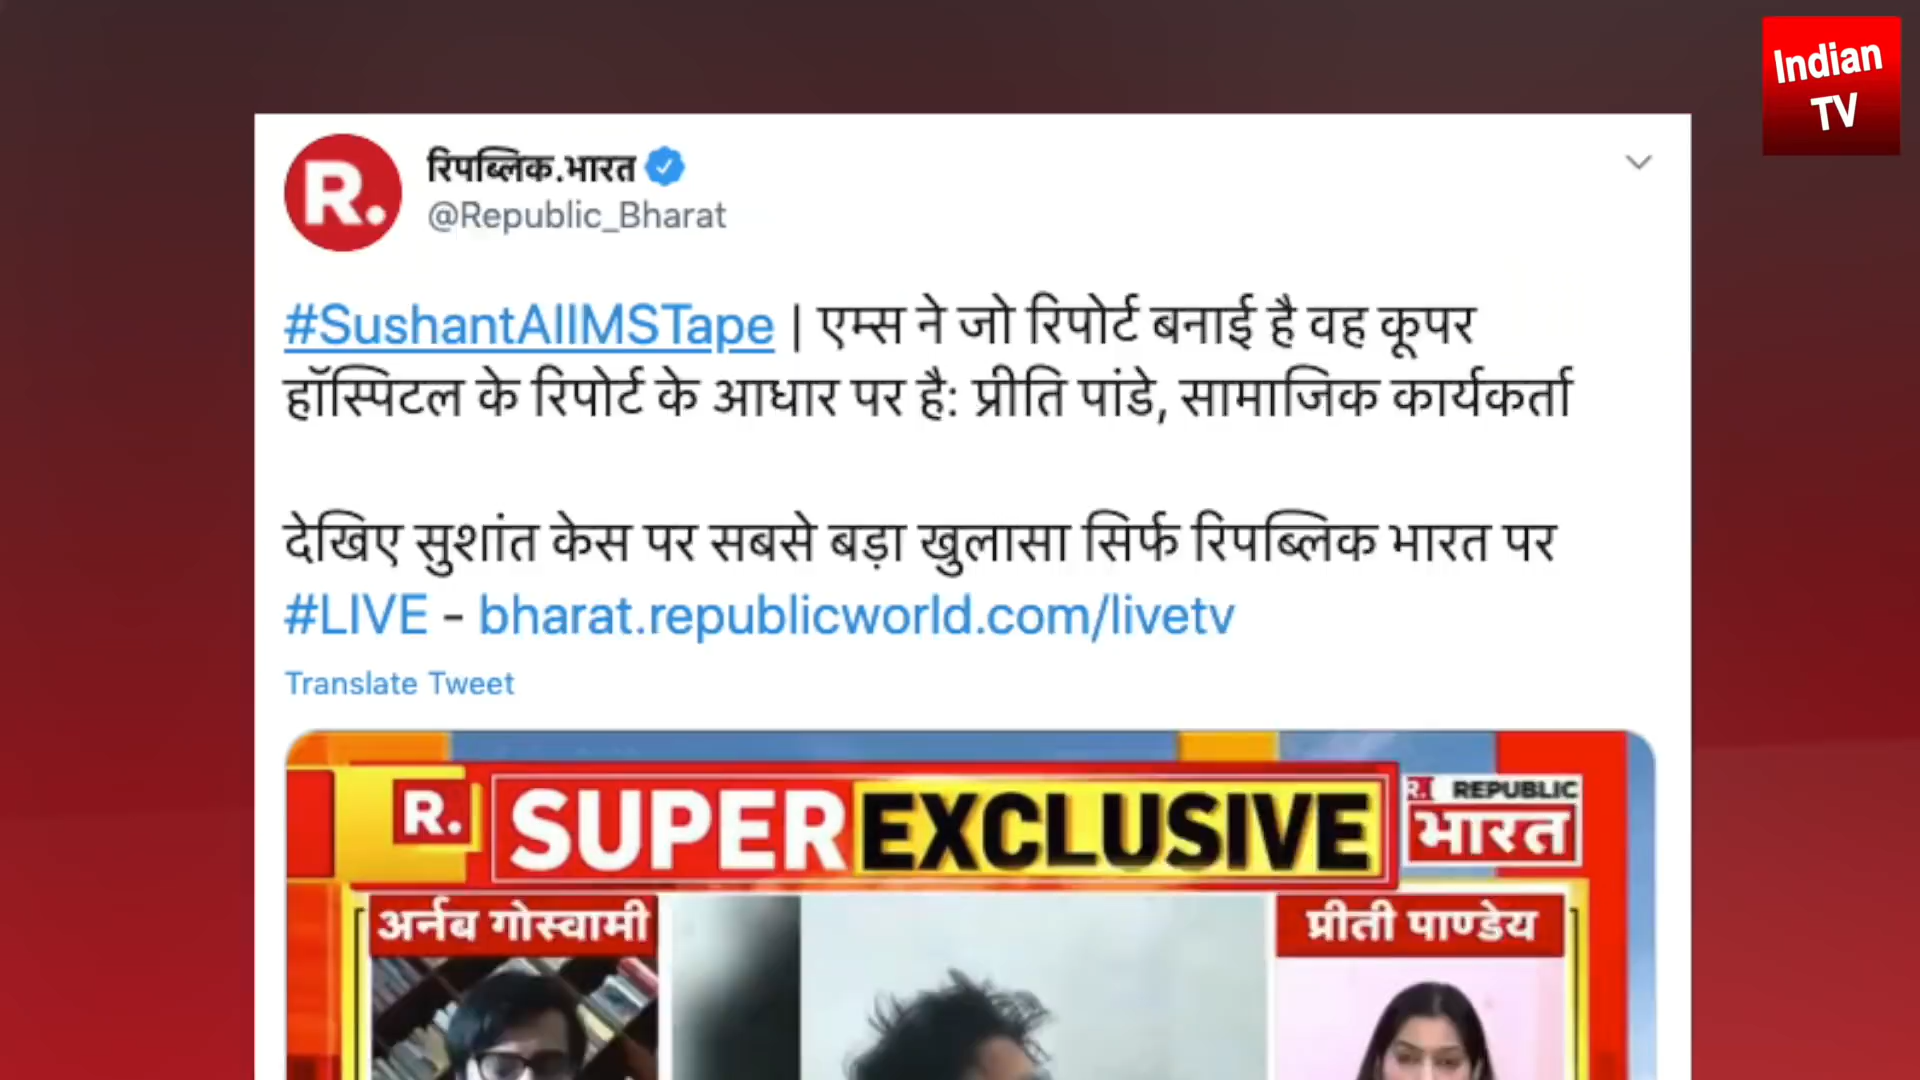 Indian
TV
R.
रिपब्लिक.भारत
@Republic_Bharat
#SushantAIIMSTape | एम्स ने जो रिपोर्ट बनाई है वह कूपर
हॉस्पिटल के रिपोर्ट के आधार पर है: प्रीति पांडे, सामाजिक कार्यकर्ता
देखिए सुशांत केस पर सबसे बड़ा खुलासा सिर्फ रिपब्लिक भारत पर
#LIVE - bharat.republicworld.com/livetv
Translate Tweet
R. SUPER EXCLUSIVE
R. REPUBLIC
भारत
अर्नब गोस्वामी
प्रीती पाण्डेय